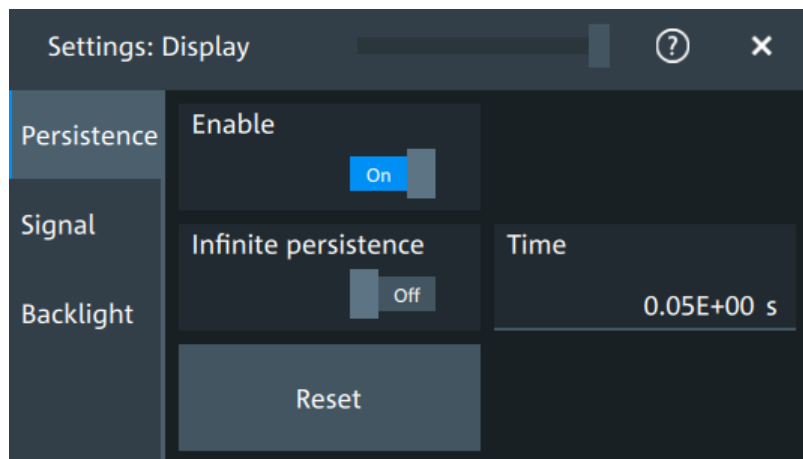 Settings: Display
?
×
Persistence
Signal
Backlight
Enable
On
Infinite persistence
Off
Time
0.05E+00 s
Reset